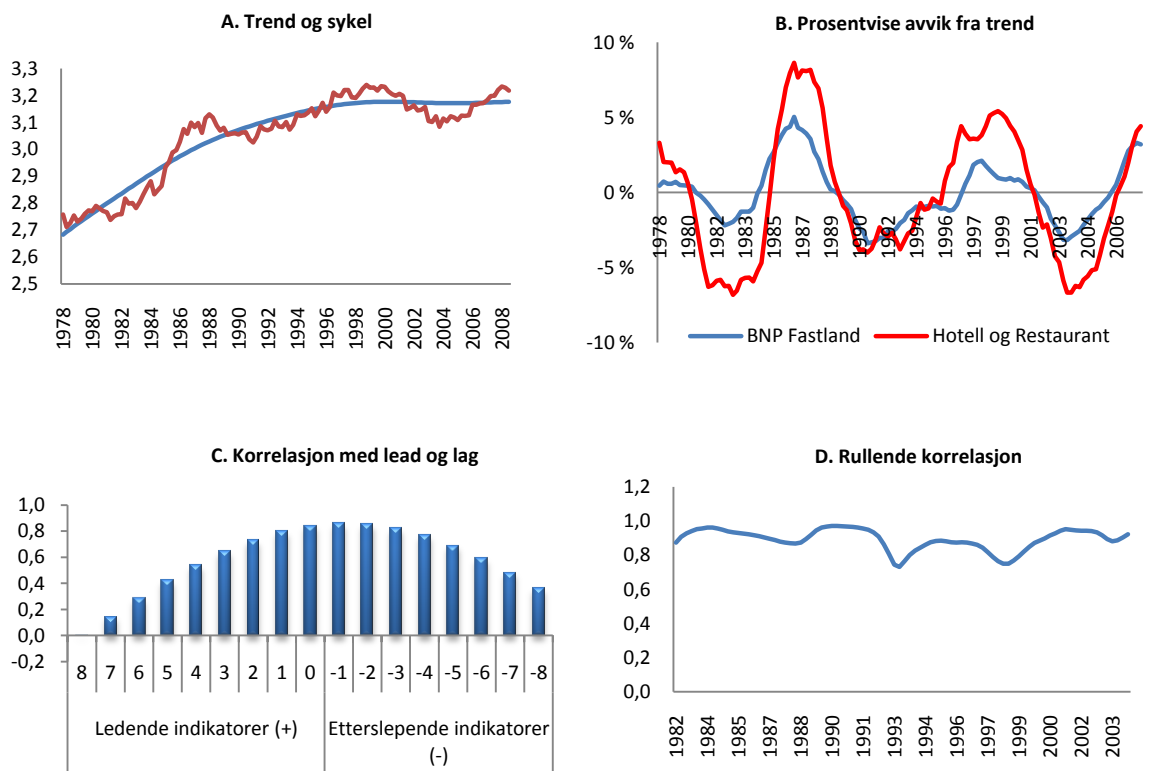 A. Trend og sykel
3,3
3,2
3,1
3,0
2,9
2,8
2,7
2,6
2,5
1978 1980 1982 1984 1986 1988 1990 1992 1994 1996 1998 2000 2002 2004 2006 2008
B. Prosentvise avvik fra trend
10 %
5 %
0 %
-5 %
-10 %
1978 1980 1982 1983 1985 1987 1989 1990 1992 1994 1996 1997 1999 2001 2003 2004 2006
BNP Fastland Hotell og Restaurant
C. Korrelasjon med lead og lag
1,0
0,8
0,6
0,4
0,2
0,0
-0,2
8 7 6 5 4 3 2 1 0 -1 -2 -3 -4 -5 -6 -7 -8
Ledende indikatorer (+) Etterslepende indikatorer
(-)
D. Rullende korrelasjon
1,2
1,0
0,8
0,6
0,4
0,2
0,0
1982 1984 1985 1987 1988 1990 1991 1993 1994 1996 1997 1999 2000 2002 2003